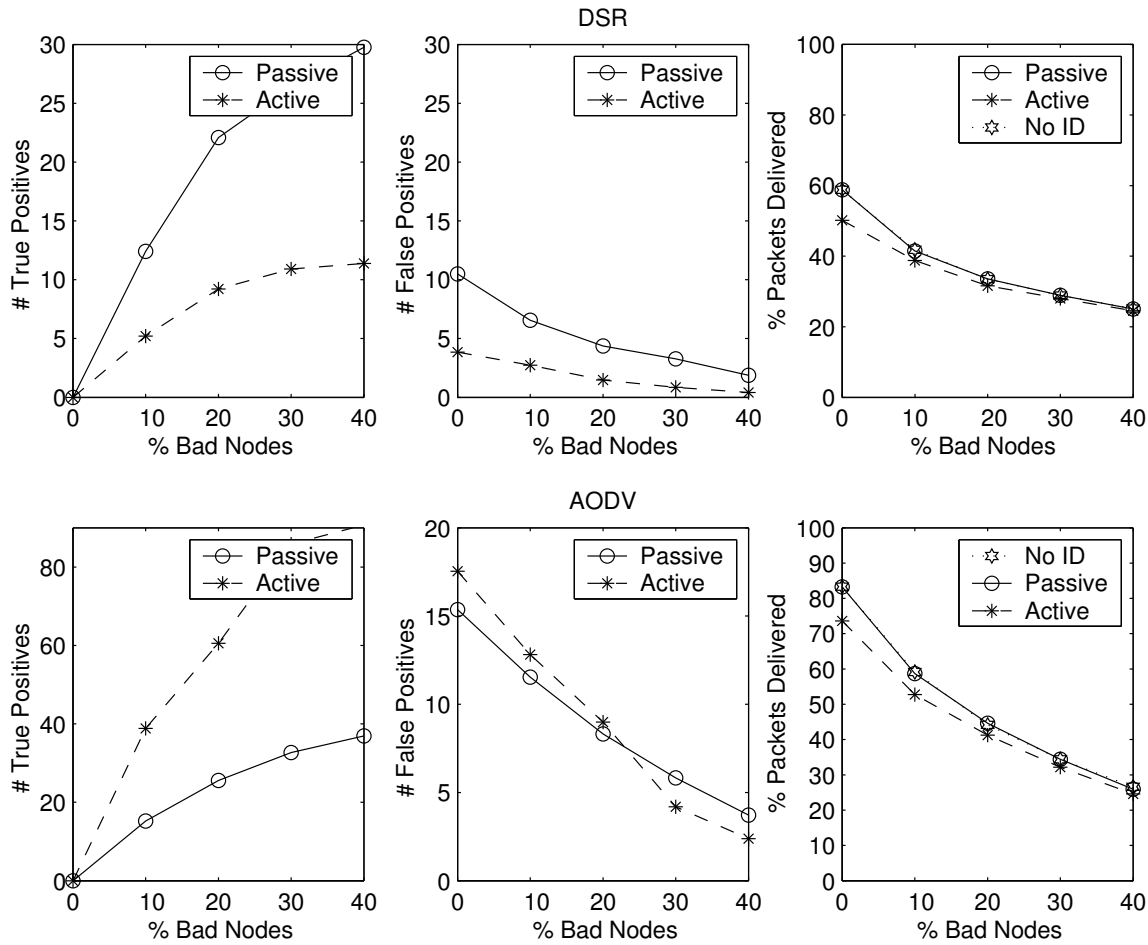 DSR
30
25
20
15
10
5
0
# True Positives
Passive
Active
0 10 20 30 40
% Bad Nodes
30
25
20
15
10
5
0
# False Positives
Passive
Active
0 10 20 30 40
% Bad Nodes
100
80
60
40
20
0
% Packets Delivered
Passive
Active
No ID
0 10 20 30 40
% Bad Nodes
AODV
80
60
40
20
0
# True Positives
Passive
Active
0 10 20 30 40
% Bad Nodes
20
15
10
5
0
# False Positives
Passive
Active
0 10 20 30 40
% Bad Nodes
100
90
80
70
60
50
40
30
20
10
0
% Packets Delivered
No ID
Passive
Active
0 10 20 30 40
% Bad Nodes